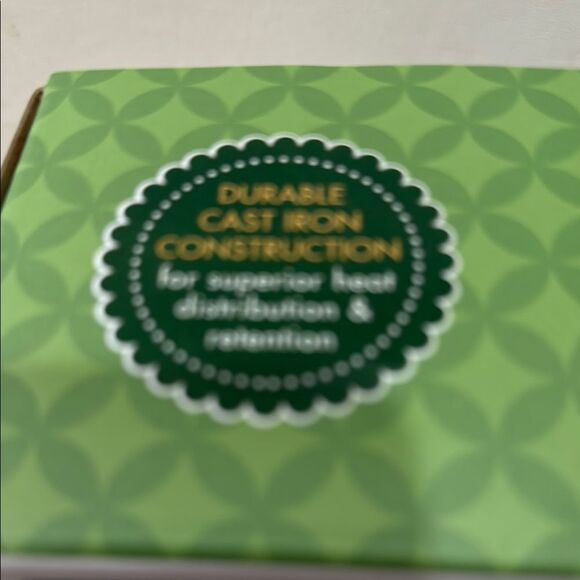 DURABLE
CAST IRON
CONSTRUCTION
for superior heat
distribution &
retention